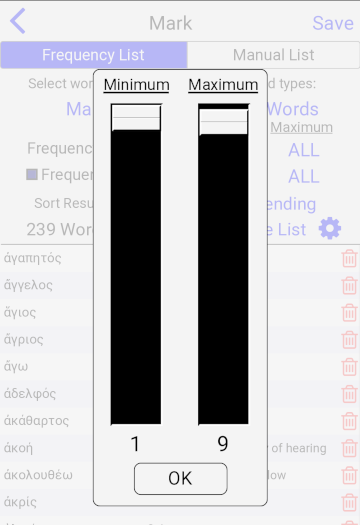 Mark
Save
Frequency List
Manual List
Select wor
d types:
Minimum
Maximum
Ma
Words
Maximum
Frequenc
ALL
Frequer
ALL
Sort Resu
ending
239 Wor
e List
ἀγαπητός
ἄγγελος
ἅγιος
ἄγριος
ἄγω
ἀδελφός
ἀκάθαρτος
ἀκοή
of hearing
ἀκολουθέω
low
ἀκρίς
1
9
OK